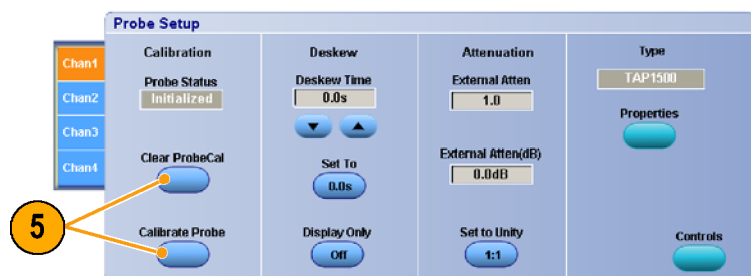 Probe Setup
Chan1
Chan2
Chan3
Chan4
Calibration
Probe Status
Initialized
Clear ProbeCal
Calibrate Probe
Deskew
Deskew Time
0.0s
Set To
0.0s
Display Only
Off
Attenuation
External Atten
1.0
External Atten(dB)
0.0dB
Set to Unity
1:1
Type
TAP1500
Properties
Controls
5